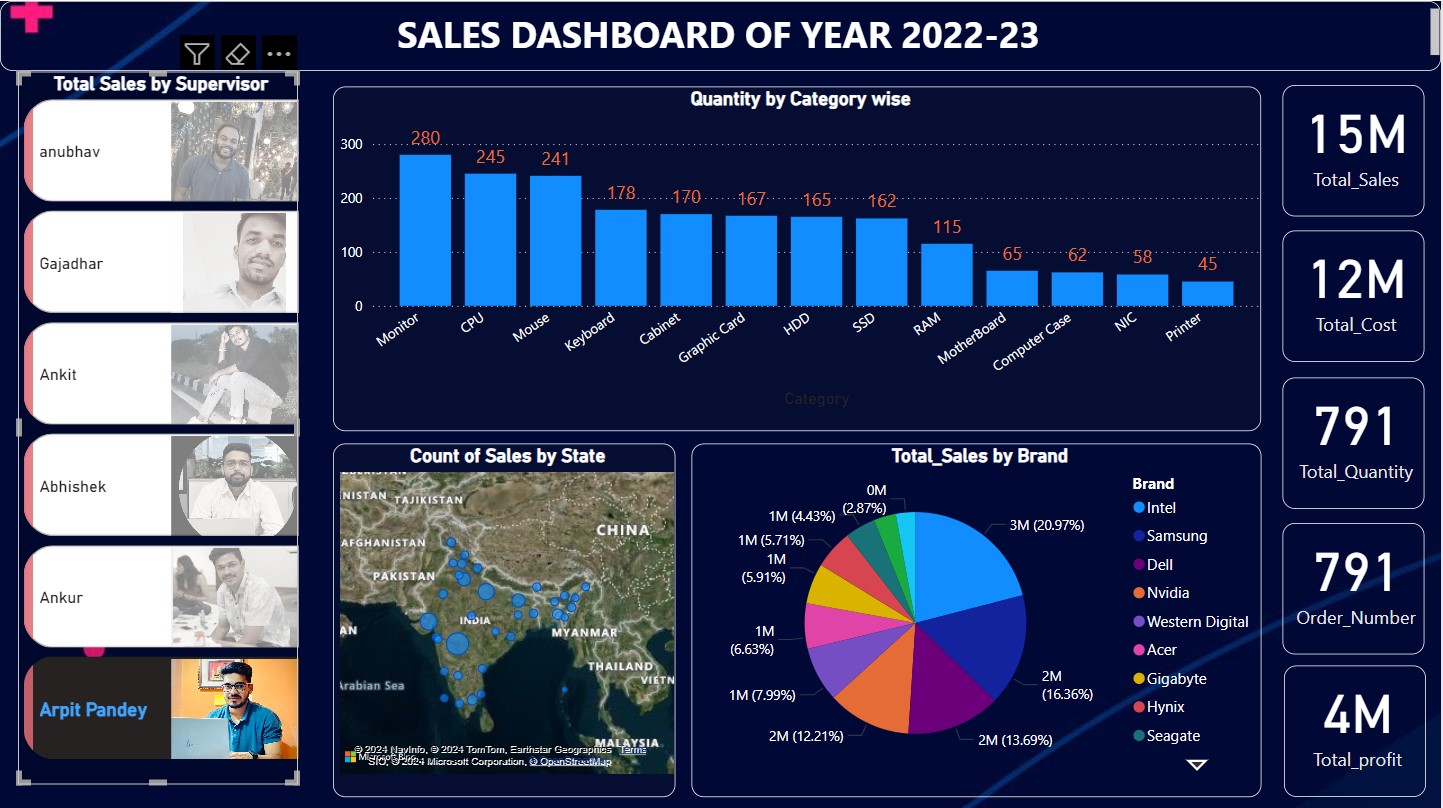 SALES DASHBOARD OF YEAR 2022-23
Total Sales by Supervisor
anubhav
Gajadhar
Ankit
Abhishek
Ankur
Arpit Pandey
Quantity by Category wise
300
200
100
0
280
245
241
178
170
167
165
162
115
65
62
58
45
Monitor
CPU
Mouse
Keyboard
Cabinet
Graphic Card
HDD
SSD
RAM
MotherBoard
Computer Case
NIC
Printer
Category
Count of Sales by State
TAJIKISTAN
CHINA
AFGHANISTAN
PAKISTAN
INDIA
MYANMAR
THAILAND
VIETN
Arabian Sea
MALAYSIA
© 2024 NavInfo, © 2024 TomTom, Earthstar Geographics
SIO, © 2024 Microsoft Corporation, © OpenStreetMap
Terms
Total_Sales by Brand
0M
(2.87%)
1M (4.43%)
1M (5.71%)
1M
(5.91%)
1M
(6.63%)
1M (7.99%)
2M (12.21%)
2M (13.69%)
2M
(16.36%)
3M (20.97%)
Brand
Intel
Samsung
Dell
Nvidia
Western Digital
Acer
Gigabyte
Hynix
Seagate
15M
Total_Sales
12M
Total_Cost
791
Total_Quantity
791
Order_Number
4M
Total_profit